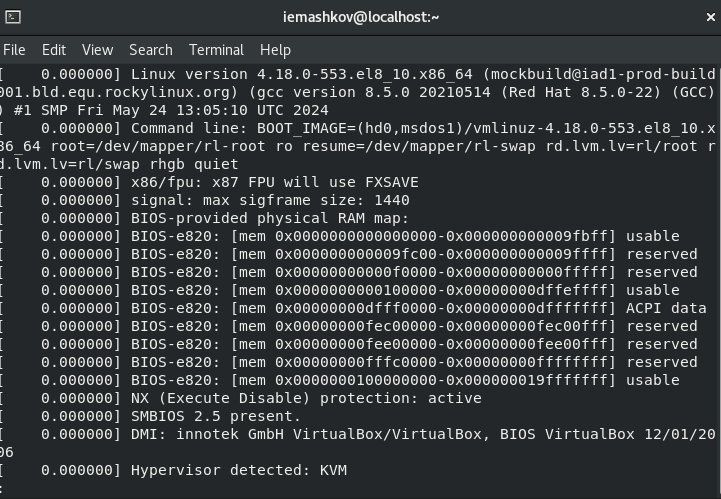 iemashkov@localhost:~
File Edit View Search Terminal Help
[    0.000000] Linux version 4.18.0-553.el8_10.x86_64 (mockbuild@iad1-prod-build
001.bld.equ.rockylinux.org) (gcc version 8.5.0 20210514 (Red Hat 8.5.0-22) (GCC)
) #1 SMP Fri May 24 13:05:10 UTC 2024
[    0.000000] Command line: BOOT_IMAGE=(hd0,msdos1)/vmlinuz-4.18.0-553.el8_10.x
86_64 root=/dev/mapper/rl-root ro resume=/dev/mapper/rl-swap rd.lvm.lv=rl/root r
d.lvm.lv=rl/swap rhgb quiet
[    0.000000] x86/fpu: x87 FPU will use FXSAVE
[    0.000000] signal: max sigframe size: 1440
[    0.000000] BIOS-provided physical RAM map:
[    0.000000] BIOS-e820: [mem 0x0000000000000000-0x000000000009fbff] usable
[    0.000000] BIOS-e820: [mem 0x000000000009fc00-0x000000000009ffff] reserved
[    0.000000] BIOS-e820: [mem 0x00000000000f0000-0x00000000000fffff] reserved
[    0.000000] BIOS-e820: [mem 0x0000000000100000-0x00000000dffeffff] usable
[    0.000000] BIOS-e820: [mem 0x00000000dfff0000-0x00000000dfffffff] ACPI data
[    0.000000] BIOS-e820: [mem 0x00000000fec00000-0x00000000fec00fff] reserved
[    0.000000] BIOS-e820: [mem 0x00000000fee00000-0x00000000fee00fff] reserved
[    0.000000] BIOS-e820: [mem 0x00000000fffc0000-0x00000000ffffffff] reserved
[    0.000000] BIOS-e820: [mem 0x0000000100000000-0x000000019fffffff] usable
[    0.000000] NX (Execute Disable) protection: active
[    0.000000] SMBIOS 2.5 present.
[    0.000000] DMI: innotek GmbH VirtualBox/VirtualBox, BIOS VirtualBox 12/01/20
06
[    0.000000] Hypervisor detected: KVM
: